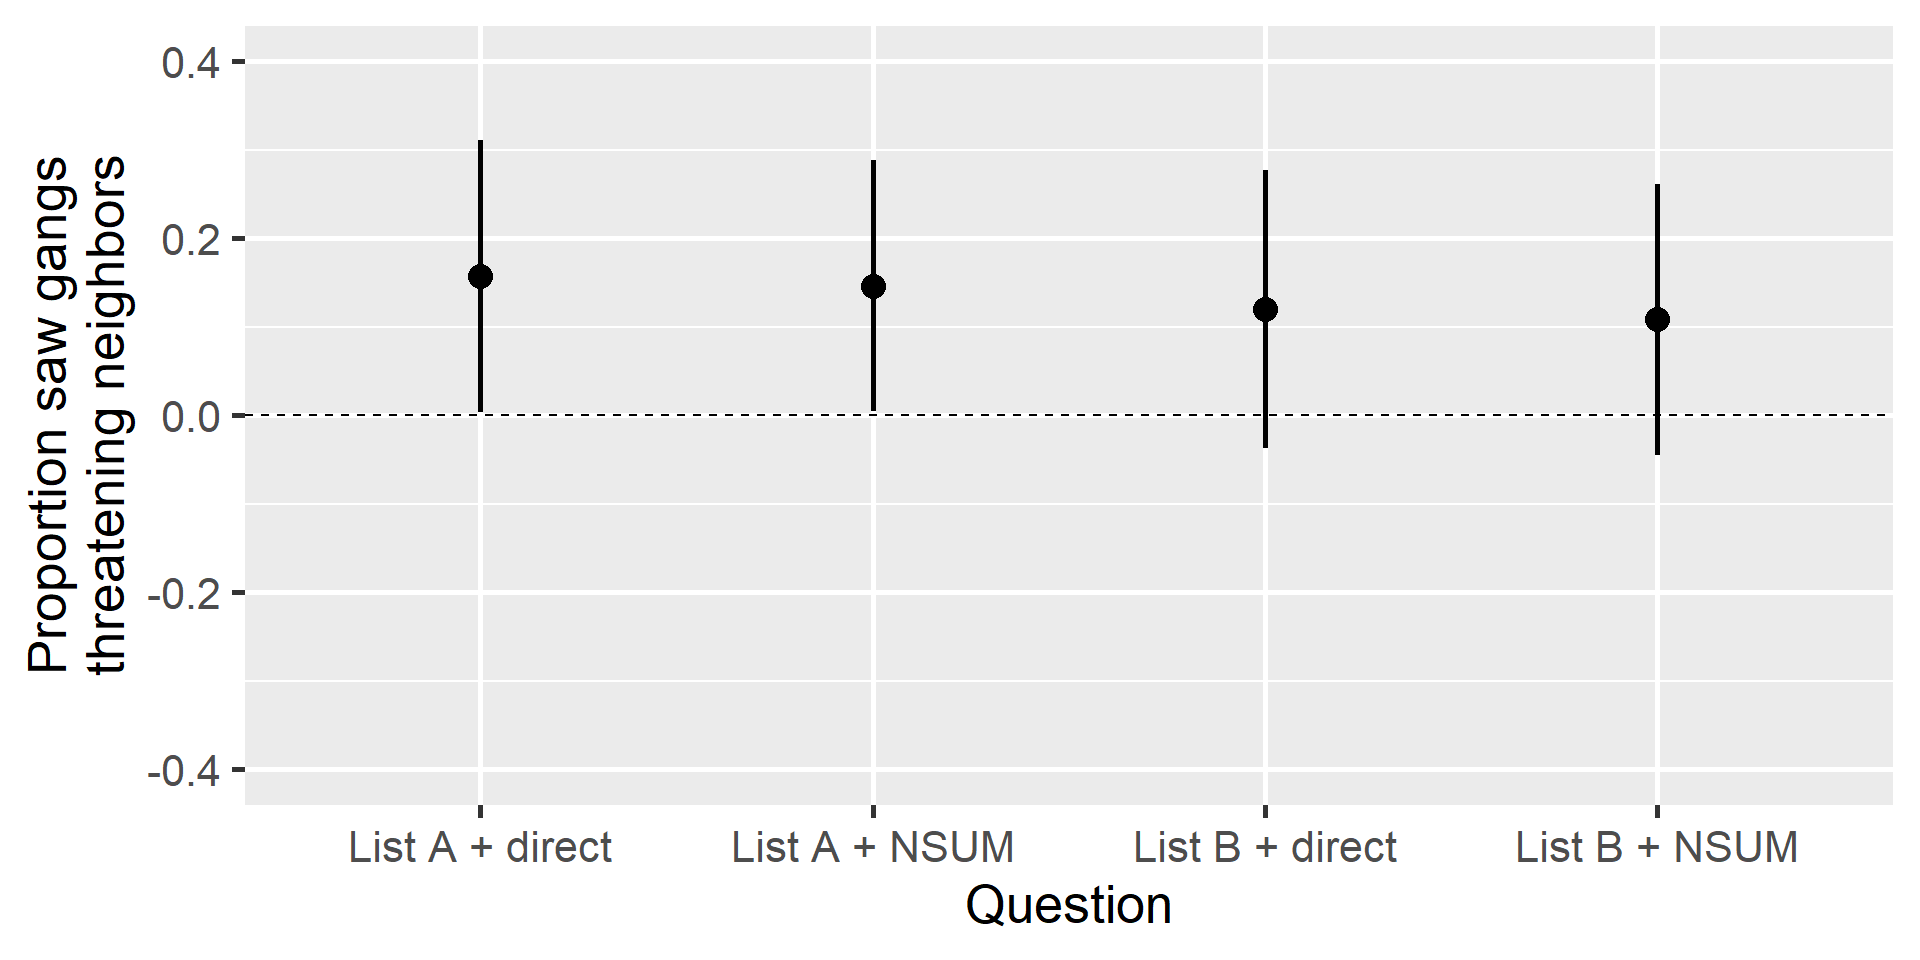 Proportion saw gangs
threatening neighbors
0.4
0.2
0.0
-0.2
-0.4
List A + direct
List A + NSUM
List B + direct
List B + NSUM
Question